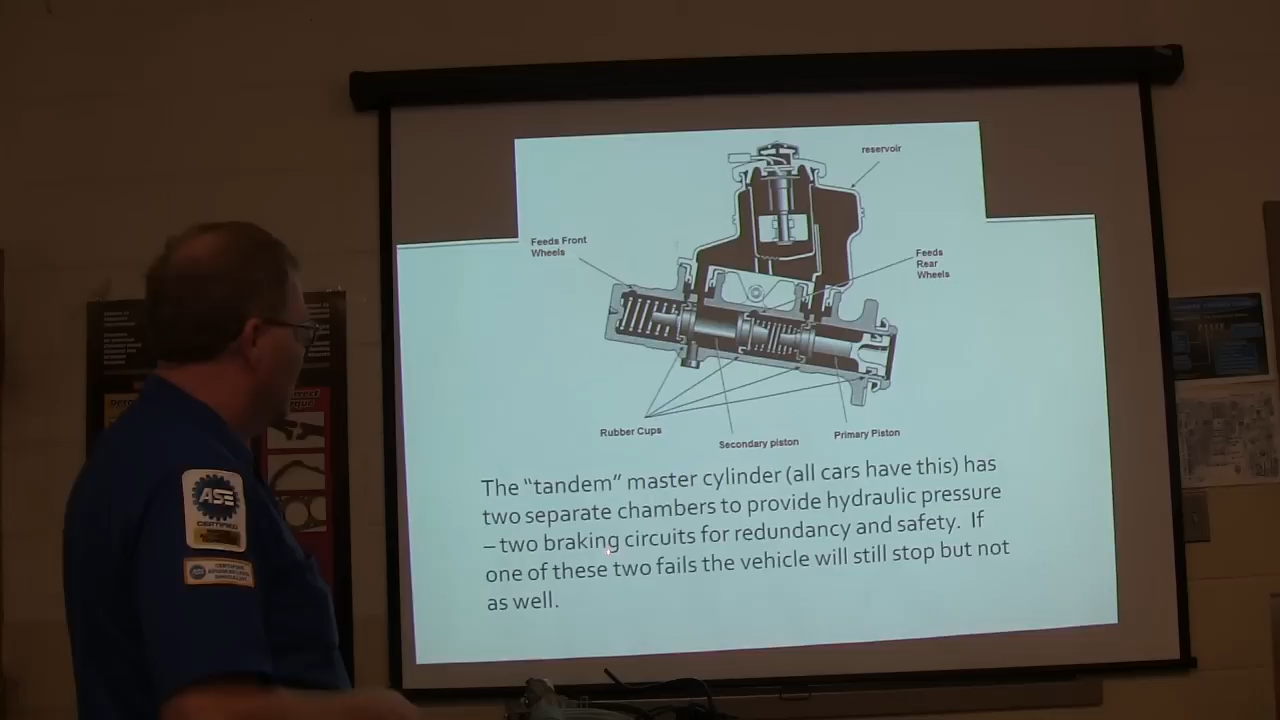 reservoir
Feeds Front
Wheels
Feeds
Rear
Wheels
Rubber Cups
Secondary piston
Primary Piston
The “tandem” master cylinder (all cars have this) has
two separate chambers to provide hydraulic pressure
– two braking circuits for redundancy and safety. If
one of these two fails the vehicle will still stop but not
as well.
ASE
CERTIFIED